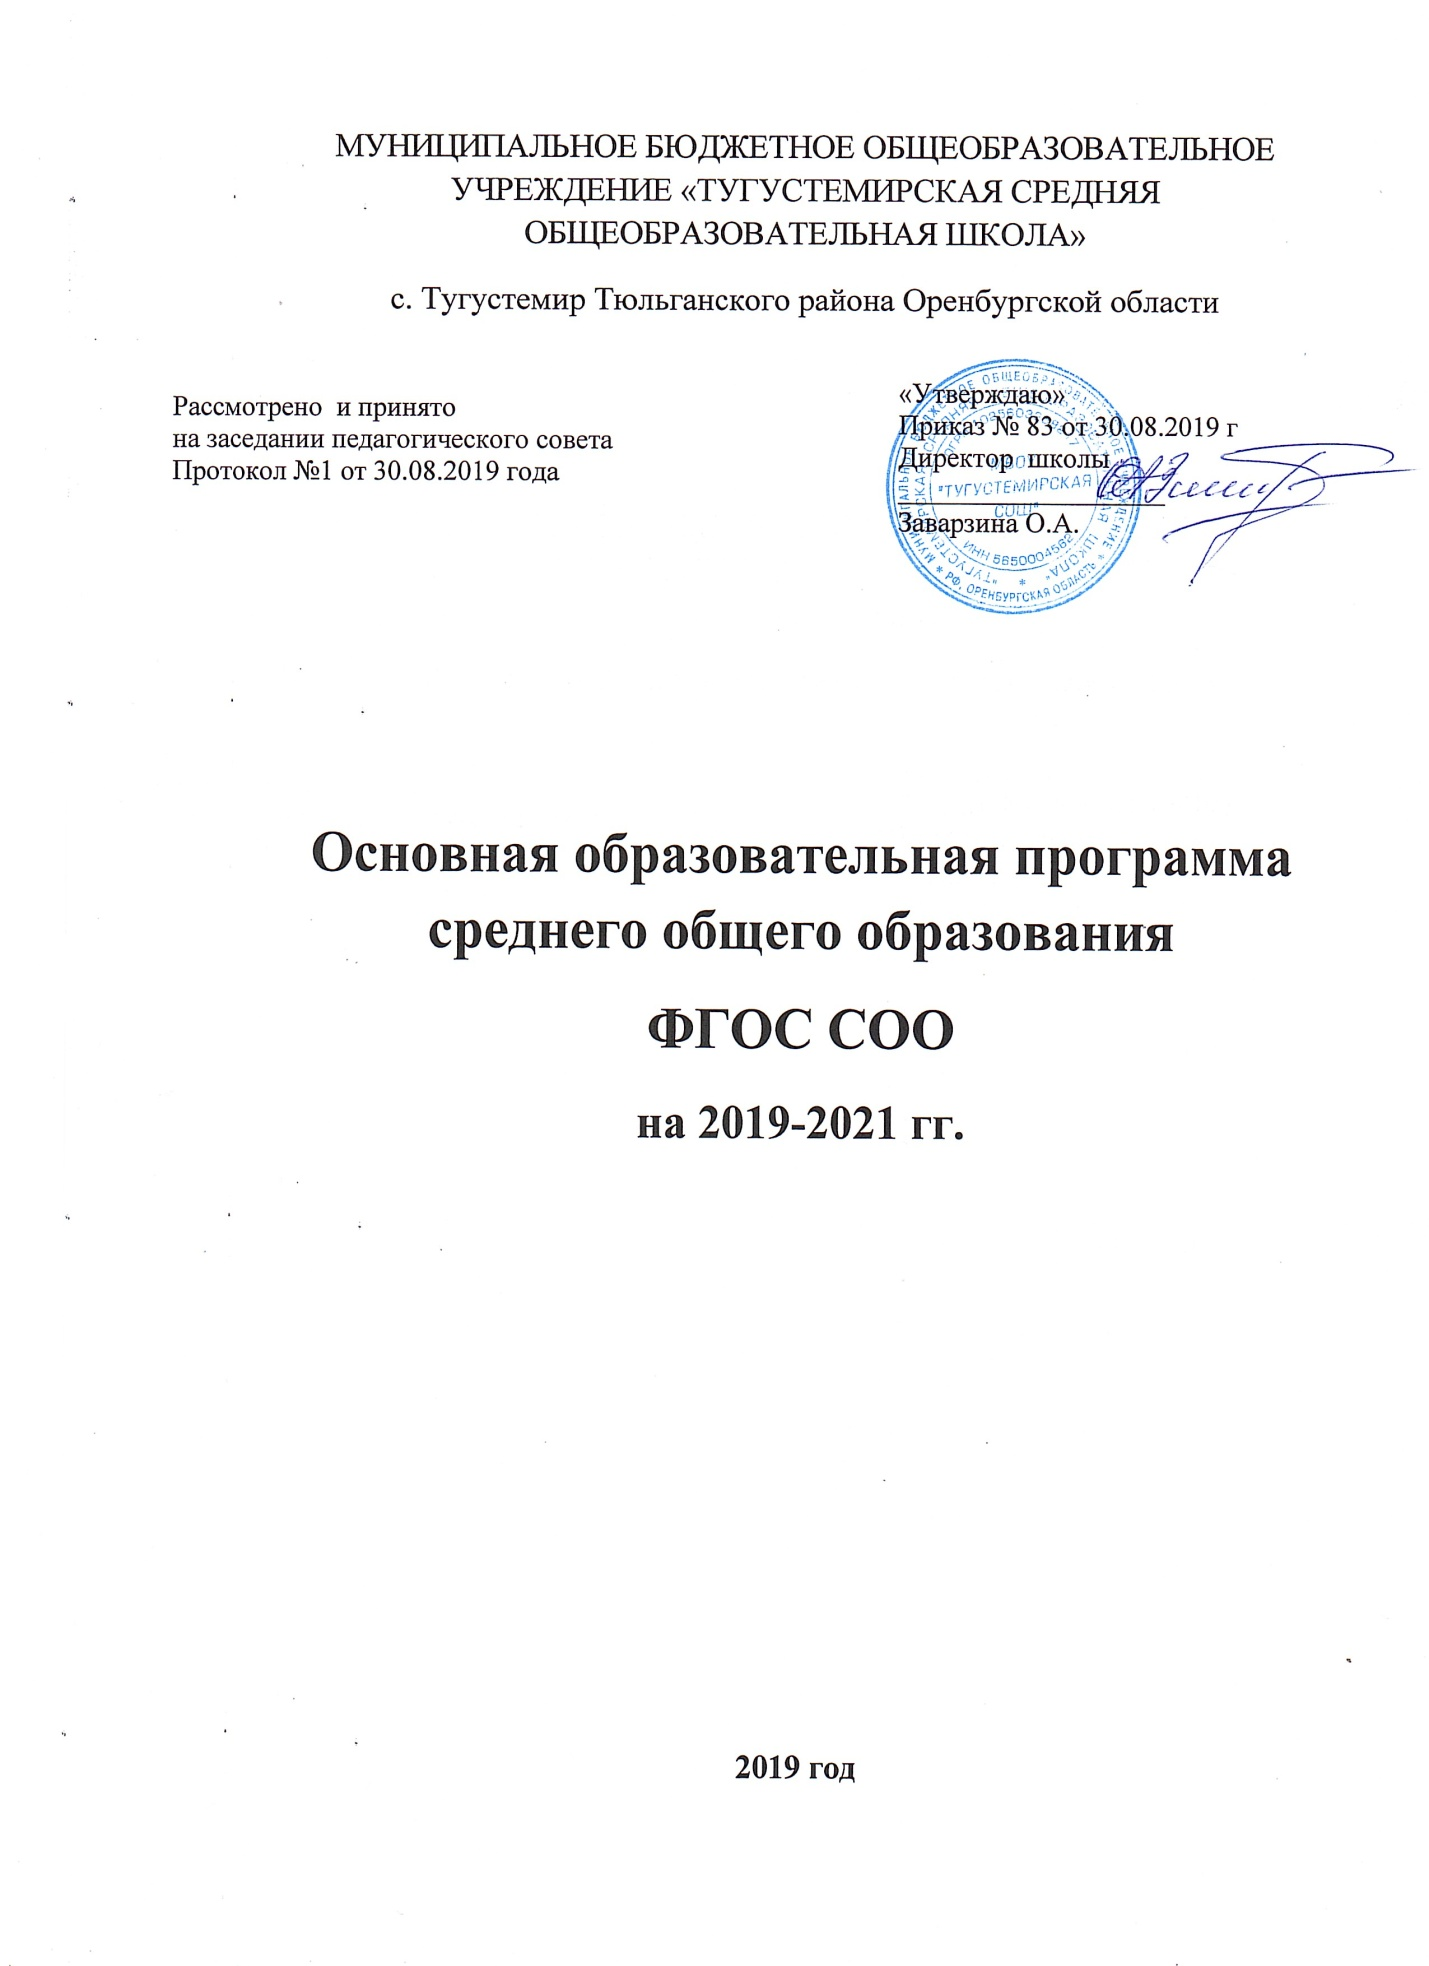 МУНИЦИПАЛЬНОЕ БЮДЖЕТНОЕ ОБЩЕОБРАЗОВАТЕЛЬНОЕ
УЧРЕЖДЕНИЕ «ТУГУСТЕМИРСКАЯ СРЕДНЯЯ
ОБЩЕОБРАЗОВАТЕЛЬНАЯ ШКОЛА»
с. Тугустемир Тюльганского района Оренбургской области
Рассмотрено и принято
на заседании педагогического совета
Протокол №1 от 30.08.2019 года
«Утверждаю»
Приказ № 83 от 30.08.2019 г
Директор школы
Заварзина О.А.
"ТУГУСТЕМИРСКАЯ
СОШ"
ИНН 5650004562
РФ, ОРЕНБУРГСКАЯ ОБЛАСТЬ
Основная образовательная программа
среднего общего образования
ФГОС СОО
на 2019-2021 гг.
2019 год